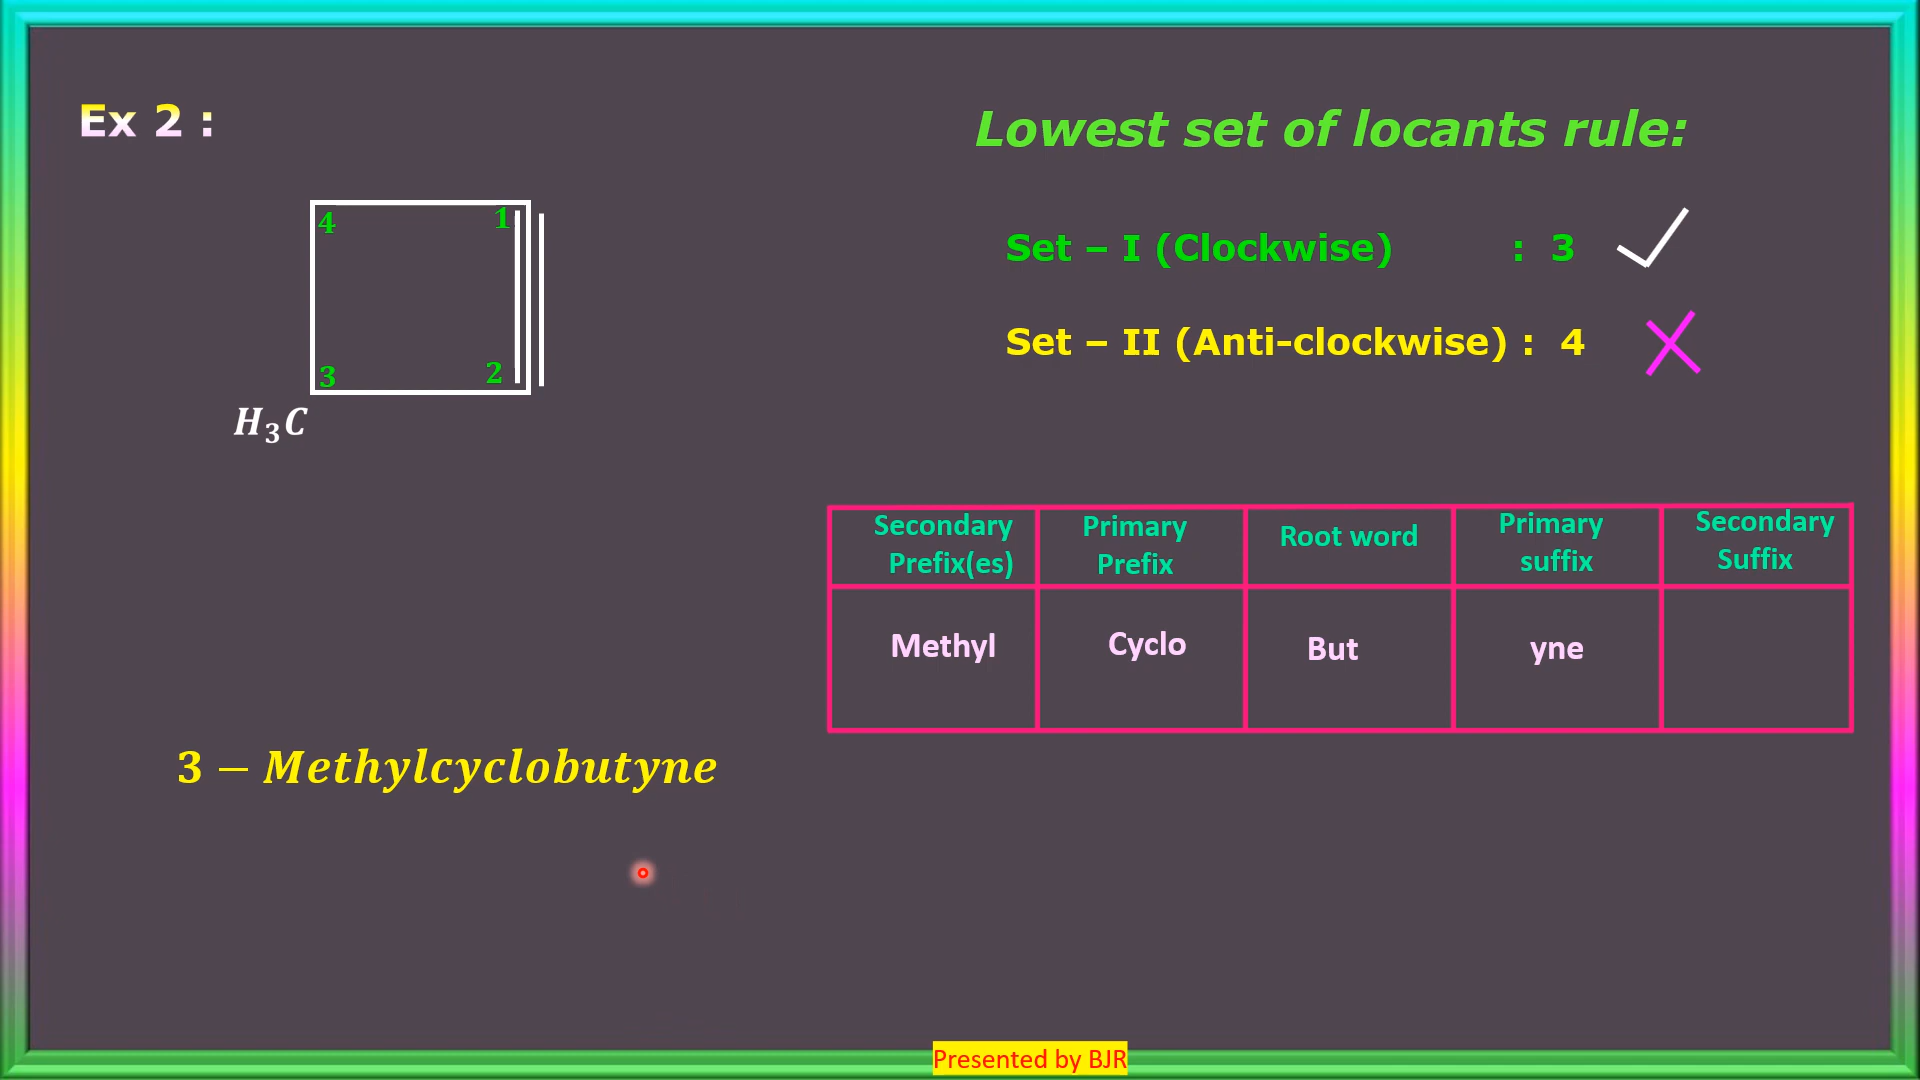 Ex 2 :
Lowest set of locants rule:
4 1
3 2
H₃C
Set – I (Clockwise) : 3
Set – II (Anti-clockwise) : 4
Secondary Prefix(es) Primary Prefix Root word Primary suffix Secondary Suffix
Methyl Cyclo But yne
3 – Methylcyclobutyne
Presented by BJR